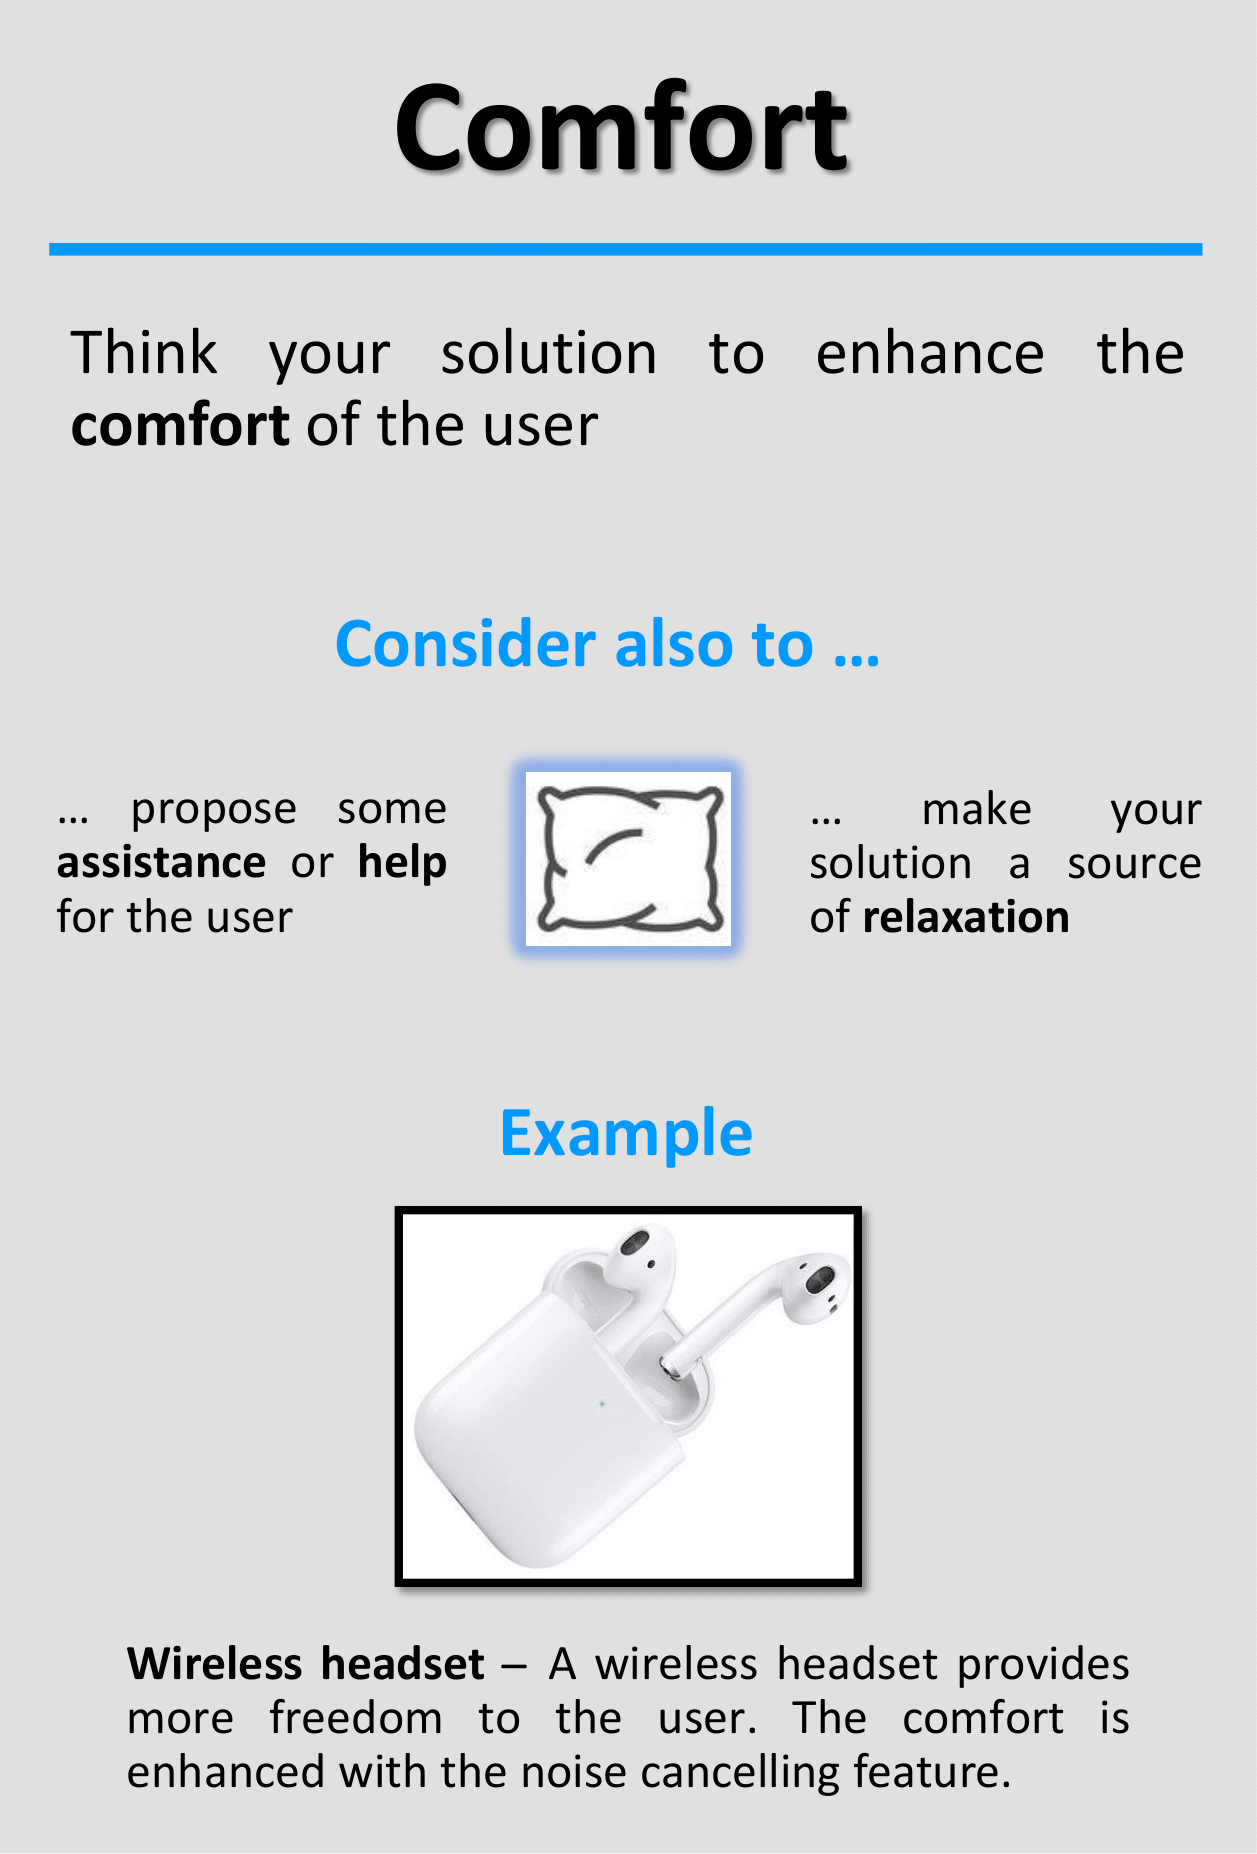 Comfort
Think your solution to enhance the
comfort of the user
Consider also to ...
... propose some
assistance or help
for the user
... make your
solution a source
of relaxation
Example
Wireless headset – A wireless headset provides
more freedom to the user. The comfort is
enhanced with the noise cancelling feature.